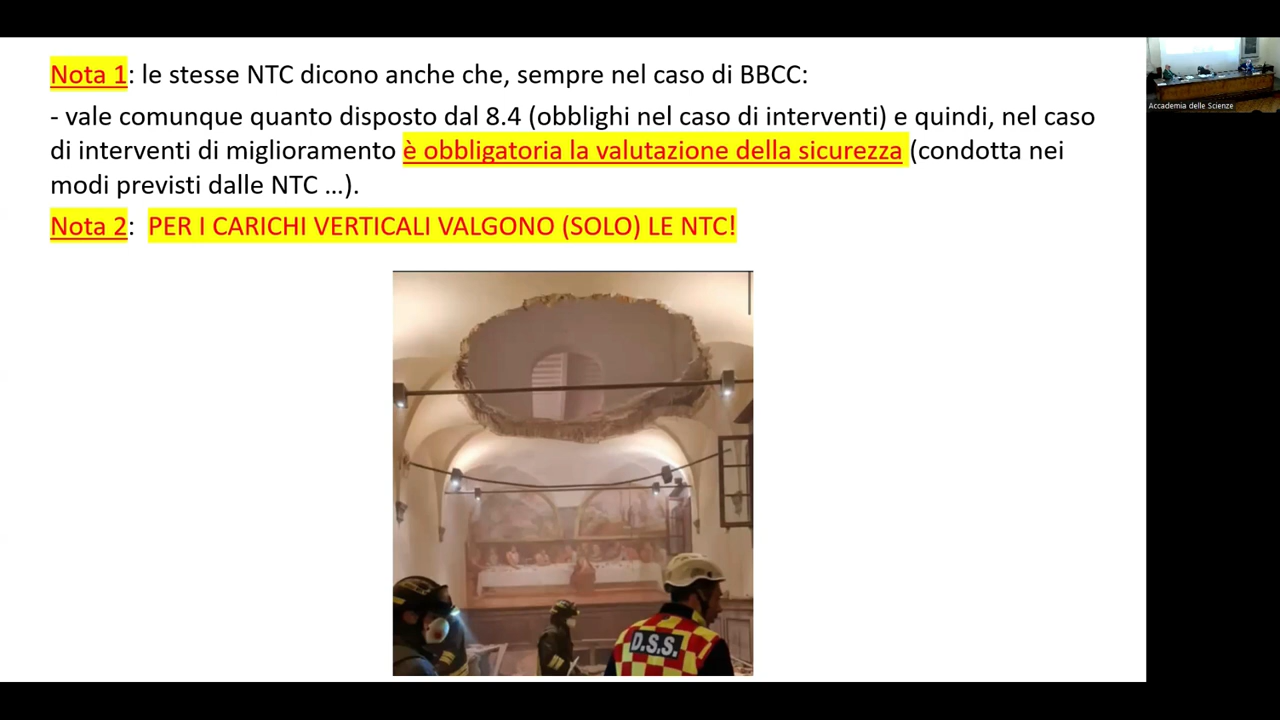 Nota 1: le stesse NTC dicono anche che, sempre nel caso di BBCC:
- vale comunque quanto disposto dal 8.4 (obblighi nel caso di interventi) e quindi, nel caso
di interventi di miglioramento è obbligatoria la valutazione della sicurezza (condotta nei
modi previsti dalle NTC …).
Nota 2: PER I CARICHI VERTICALI VALGONO (SOLO) LE NTC!
Accademia delle Scienze
D.S.S.